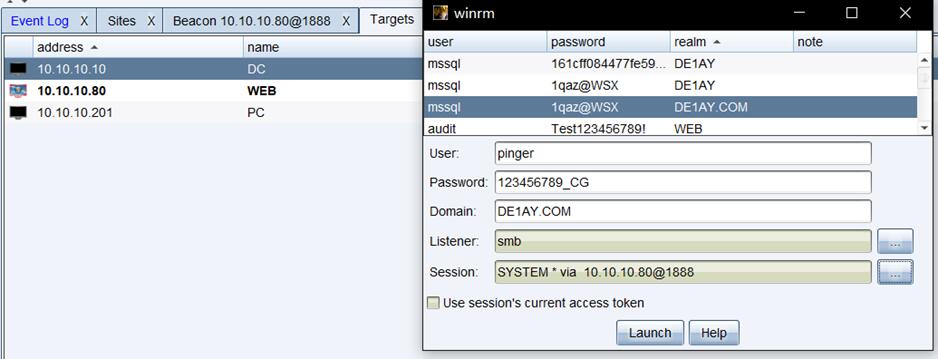 Event Log X Sites X Beacon 10.10.10.80@1888 X Targets
address name
10.10.10.10 DC
10.10.10.80 WEB
10.10.10.201 PC
winrm
user password realm note
mssql 161cff084477fe59... DE1AY
mssql 1qaz@WSX DE1AY
mssql 1qaz@WSX DE1AY.COM
audit Test123456789! WEB
User: pinger
Password: 123456789_CG
Domain: DE1AY.COM
Listener: smb ...
Session: SYSTEM * via 10.10.10.80@1888 ...
Use session's current access token
Launch Help